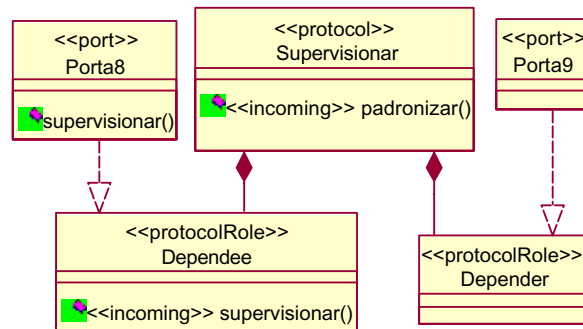 <<port>>
Porta8
supervisionar()
<<protocol>>
Supervisionar
<<incoming>> padronizar()
<<port>>
Porta9
<<protocolRole>>
Dependee
<<incoming>> supervisionar()
<<protocolRole>>
Depender